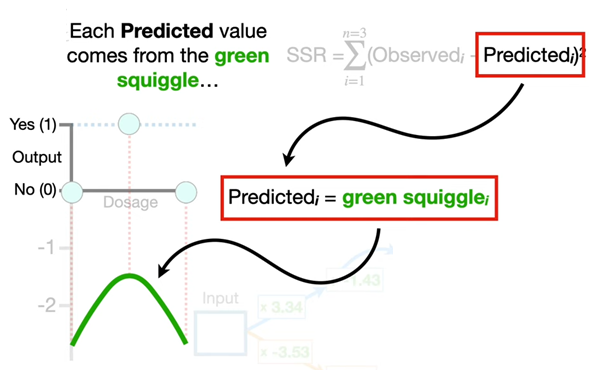 Each Predicted value
comes from the green
squiggle...
n=3
SSR = ∑(Observedi - Predictedi)²
i=1
Yes (1)
Output
No (0)
Dosage
Predictedi = green squigglei
-1
-2
Input
x 3.34
1.43
x -3.53